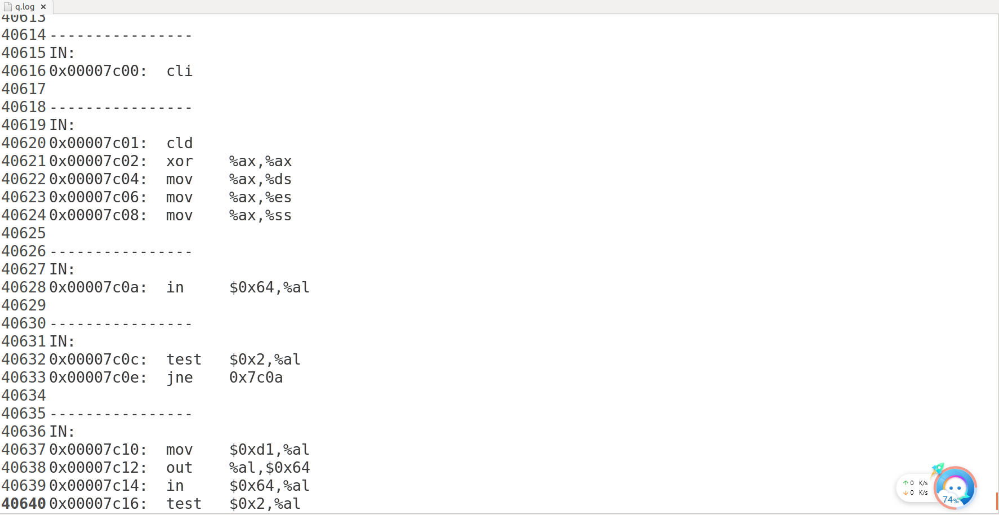 q.log ×
40613
40614 ----------------
40615 IN:
40616 0x00007c00: cli
40617
40618 ----------------
40619 IN:
40620 0x00007c01: cld
40621 0x00007c02: xor %ax,%ax
40622 0x00007c04: mov %ax,%ds
40623 0x00007c06: mov %ax,%es
40624 0x00007c08: mov %ax,%ss
40625
40626 ----------------
40627 IN:
40628 0x00007c0a: in $0x64,%al
40629
40630 ----------------
40631 IN:
40632 0x00007c0c: test $0x2,%al
40633 0x00007c0e: jne 0x7c0a
40634
40635 ----------------
40636 IN:
40637 0x00007c10: mov $0xd1,%al
40638 0x00007c12: out %al,$0x64
40639 0x00007c14: in $0x64,%al
40640 0x00007c16: test $0x2,%al
↑ 0 K/s
↓ 0 K/s
74%